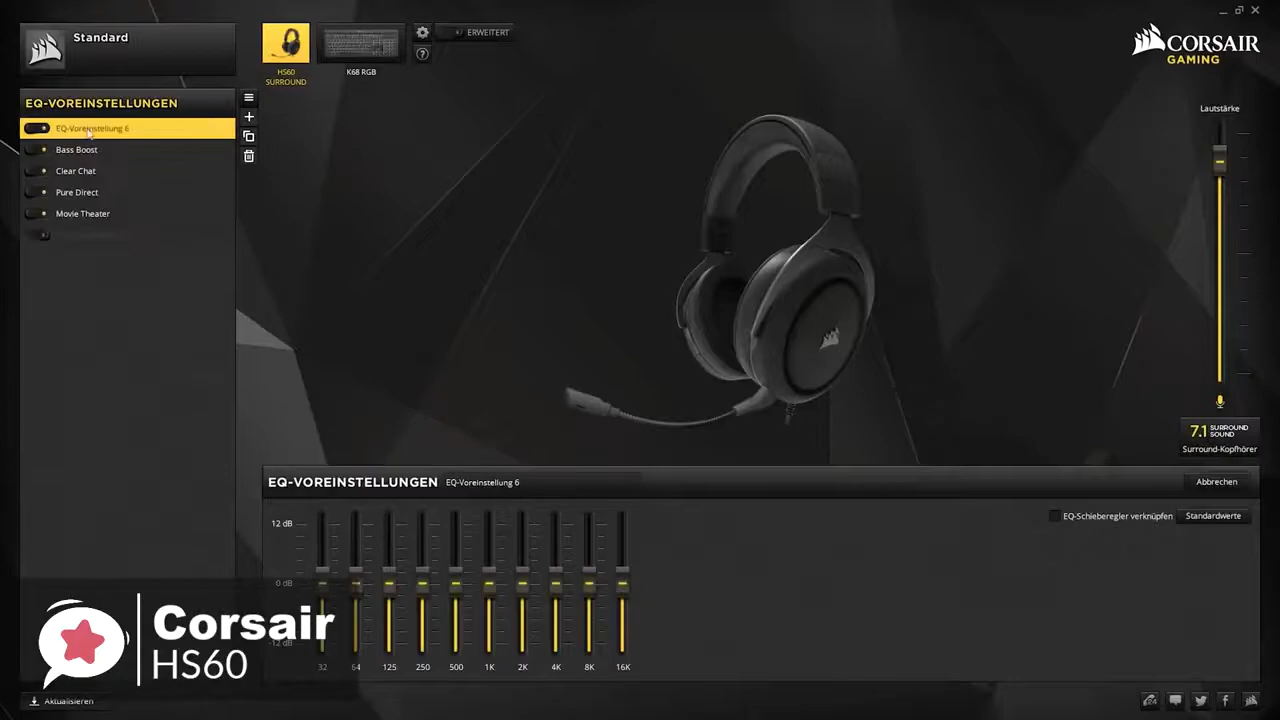 Standard
HS60
SURROUND
K68 RGB
ERWEITERT
CORSAIR
GAMING
EQ-VOREINSTELLUNGEN
EQ-Voreinstellung 6
Bass Boost
Clear Chat
Pure Direct
Movie Theater
Lautstärke
7.1 SURROUND
SOUND
Surround-Kopfhörer
EQ-VOREINSTELLUNGEN EQ-Voreinstellung 6
Abbrechen
EQ-Schieberegler verknüpfen
Standardwerte
12 dB
0 dB
-12 dB
32 64 125 250 500 1K 2K 4K 8K 16K
Corsair
HS60
Aktualisieren